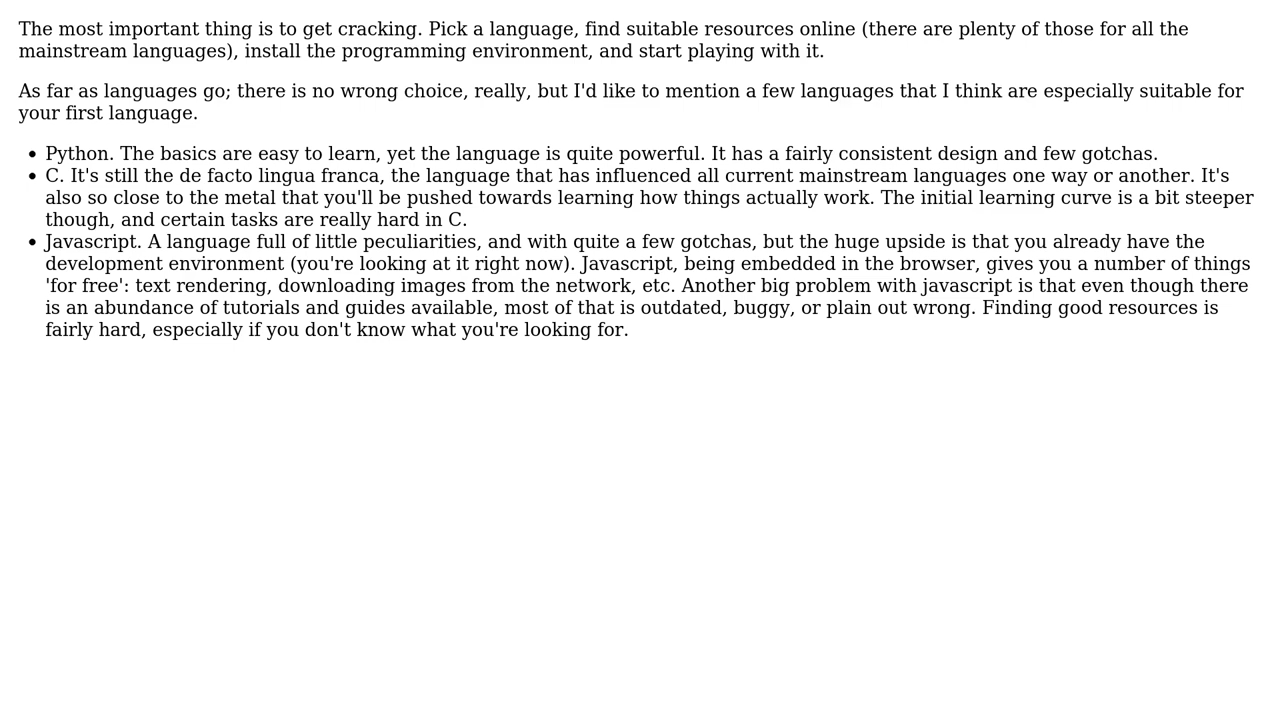 The most important thing is to get cracking. Pick a language, find suitable resources online (there are plenty of those for all the
mainstream languages), install the programming environment, and start playing with it.
As far as languages go; there is no wrong choice, really, but I'd like to mention a few languages that I think are especially suitable for
your first language.
• Python. The basics are easy to learn, yet the language is quite powerful. It has a fairly consistent design and few gotchas.
• C. It's still the de facto lingua franca, the language that has influenced all current mainstream languages one way or another. It's
also so close to the metal that you'll be pushed towards learning how things actually work. The initial learning curve is a bit steeper
though, and certain tasks are really hard in C.
• Javascript. A language full of little peculiarities, and with quite a few gotchas, but the huge upside is that you already have the
development environment (you're looking at it right now). Javascript, being embedded in the browser, gives you a number of things
'for free': text rendering, downloading images from the network, etc. Another big problem with javascript is that even though there
is an abundance of tutorials and guides available, most of that is outdated, buggy, or plain out wrong. Finding good resources is
fairly hard, especially if you don't know what you're looking for.